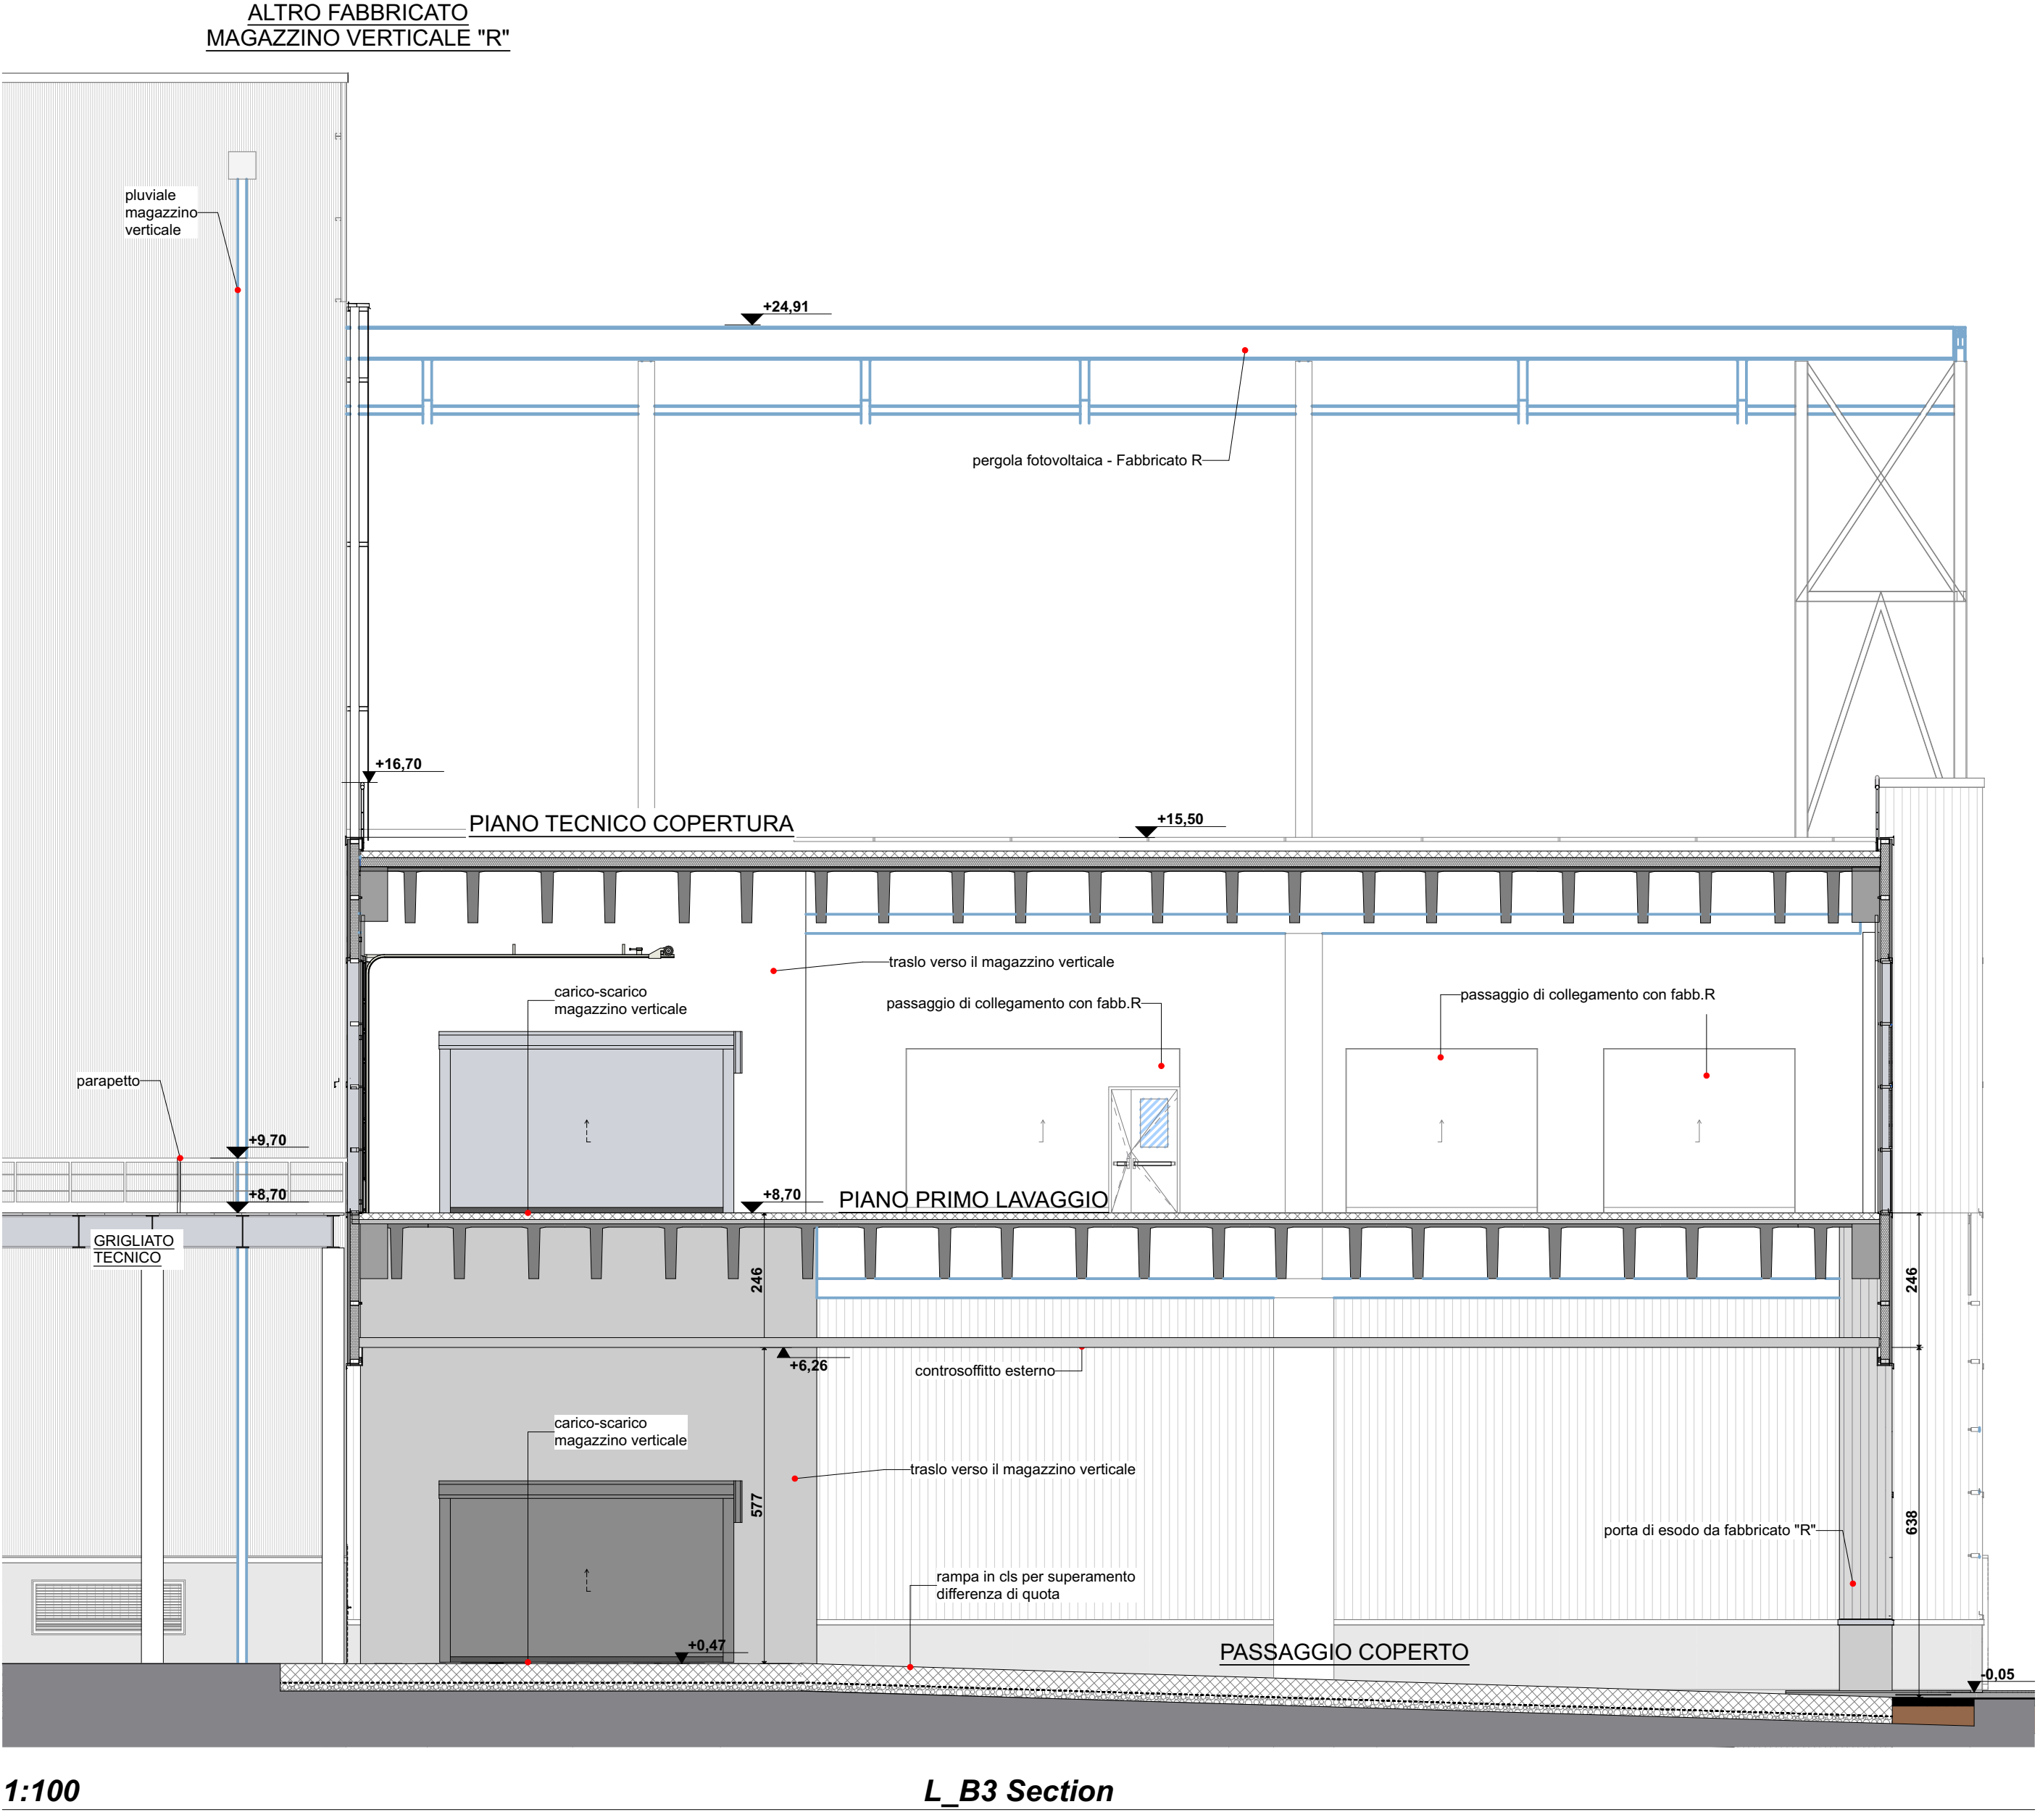 ALTRO FABBRICATO
MAGAZZINO VERTICALE "R"
pluviale
magazzino
verticale
+24,91
pergola fotovoltaica - Fabbricato R
+16,70
PIANO TECNICO COPERTURA
+15,50
traslo verso il magazzino verticale
carico-scarico
magazzino verticale
passaggio di collegamento con fabb.R
passaggio di collegamento con fabb.R
parapetto
+9,70
+8,70
+8,70
PIANO PRIMO LAVAGGIO
GRIGLIATO
TECNICO
246
246
+6,26
controsoffitto esterno
carico-scarico
magazzino verticale
traslo verso il magazzino verticale
577
638
porta di esodo da fabbricato "R"
rampa in cls per superamento
differenza di quota
+0,47
PASSAGGIO COPERTO
-0,05
1:100
L_B3 Section